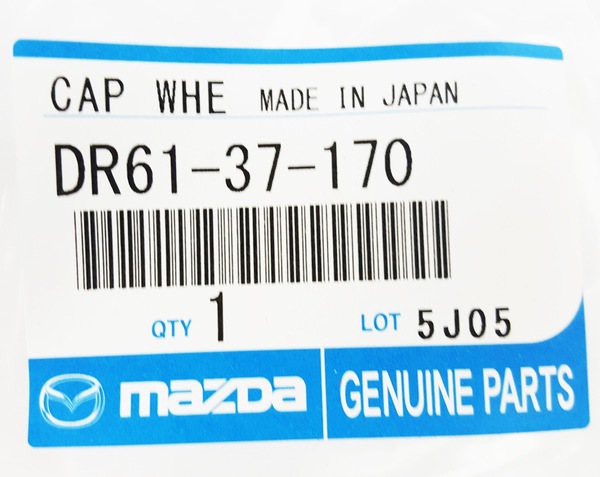 CAP WHE MADE IN JAPAN
DR61-37-170
QTY 1 LOT 5J05
mazda GENUINE PARTS